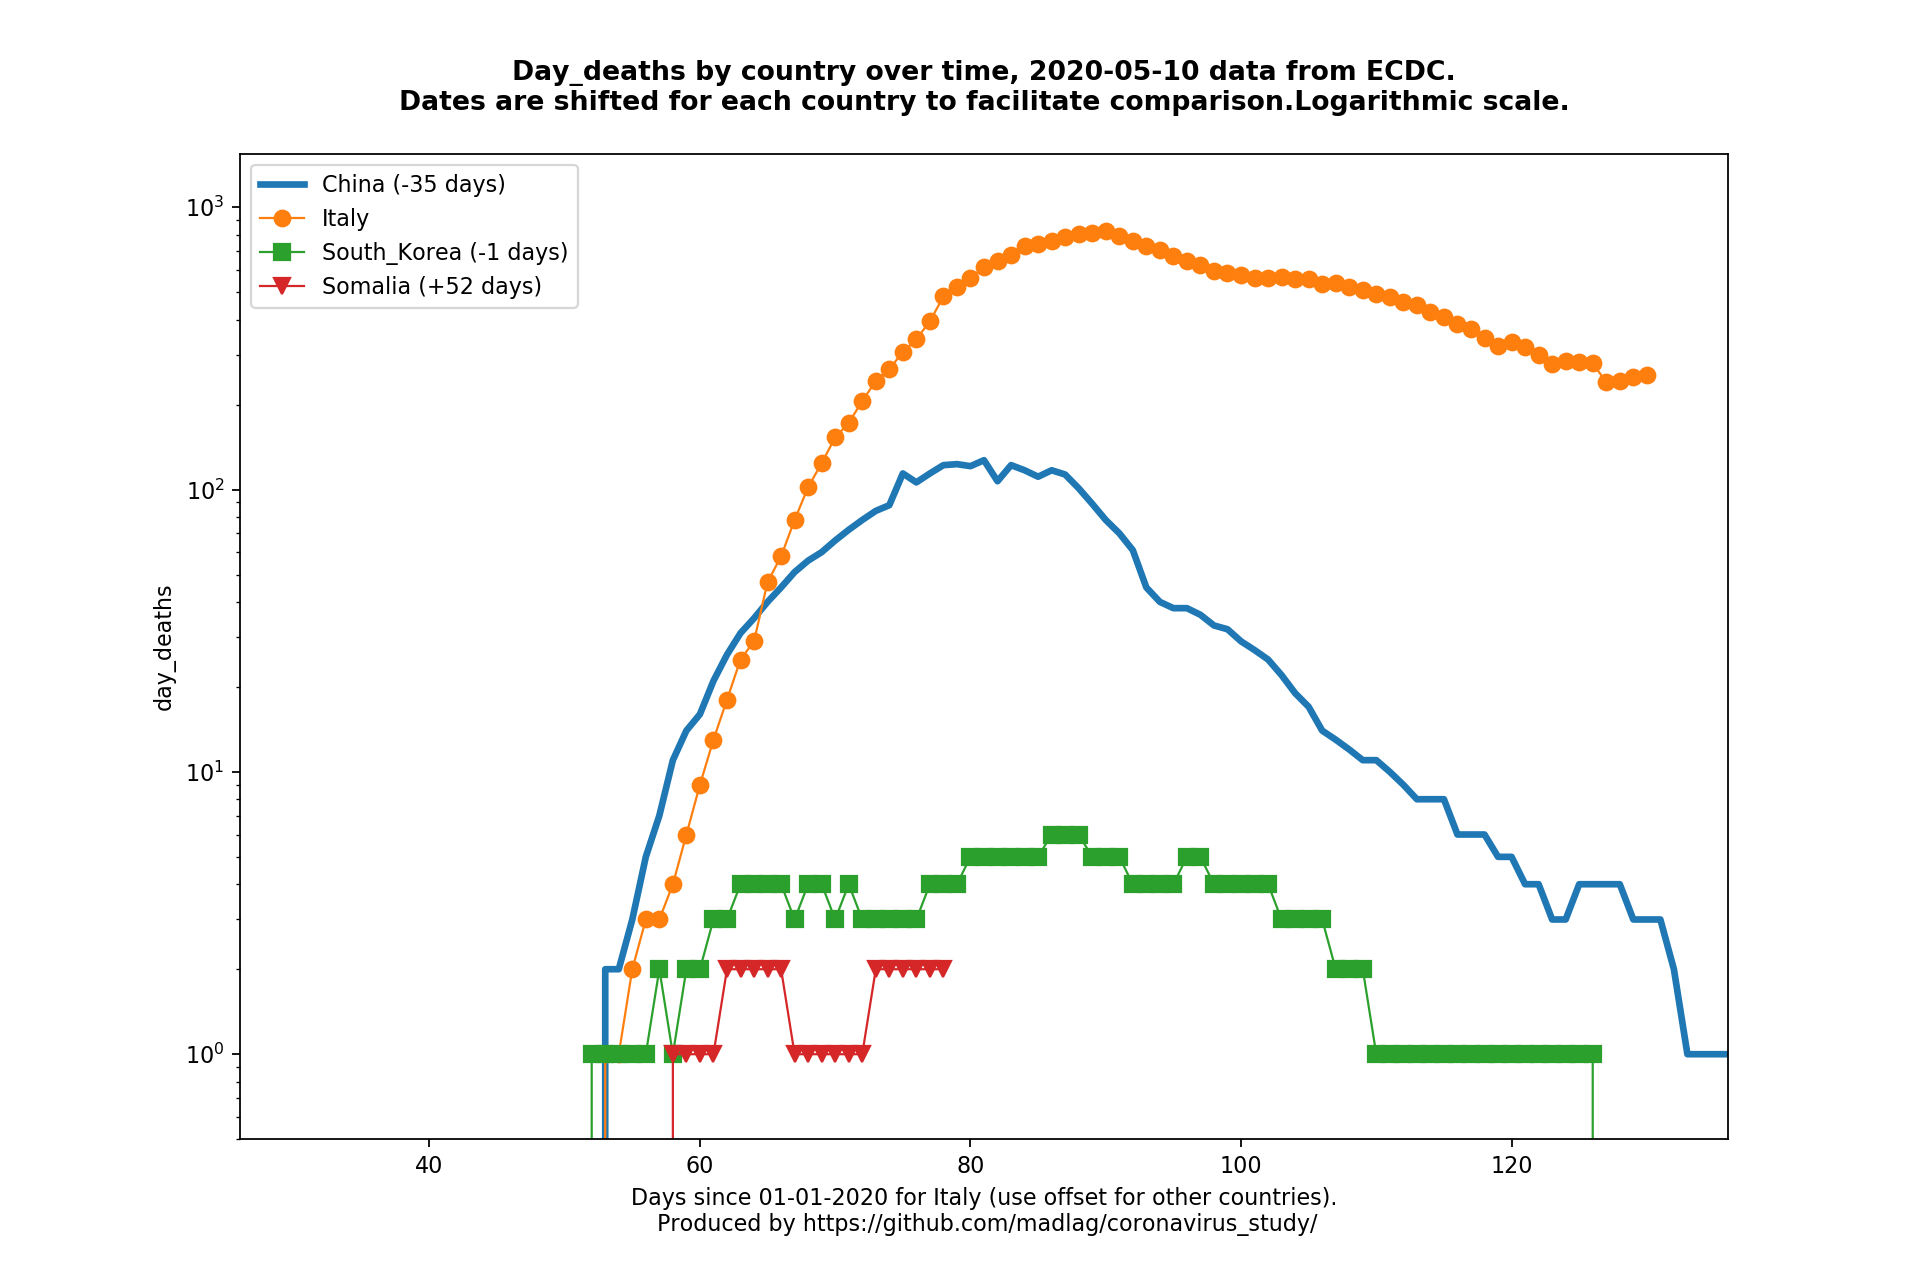 Day_deaths by country over time, 2020-05-10 data from ECDC.
Dates are shifted for each country to facilitate comparison.Logarithmic scale.
China (-35 days)
Italy
South_Korea (-1 days)
Somalia (+52 days)
10³
10²
10¹
10⁰
day_deaths
40 60 80 100 120
Days since 01-01-2020 for Italy (use offset for other countries).
Produced by https://github.com/madlag/coronavirus_study/